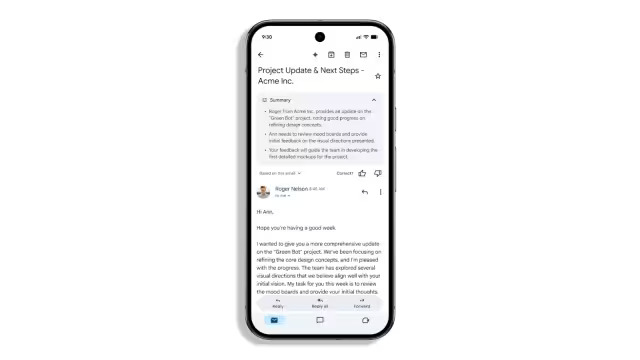 9:30
Project Update & Next Steps -
Acme Inc.
Summary
• Roger from Acme Inc. provides an update on the
"Green Bot" project, noting good progress on
refining design concepts.
• Ann needs to review mood boards and provide
initial feedback on the visual directions presented.
• Your feedback will guide the team in developing the
first detailed mockups for the project.
Based on this email
Correct?
Roger Nelson 8:45 AM
to me
Hi Ann,
Hope you're having a good week.
I wanted to give you a more comprehensive update
on the "Green Bot" project. We've been focusing on
refining the core design concepts, and I'm pleased
with the progress. The team has explored several
visual directions that we believe align well with your
initial vision. My task for you this week is to review
the mood boards and provide your initial thoughts.
Reply
Reply all
Forward